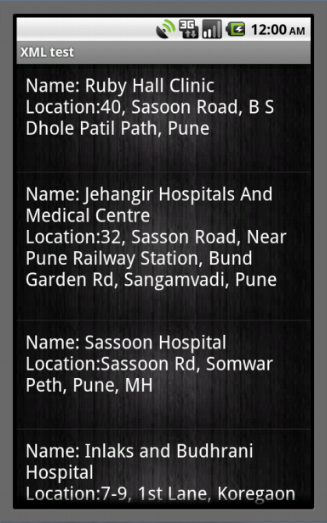 3G 12:00 AM
XML test
Name: Ruby Hall Clinic
Location:40, Sasoon Road, B S
Dhole Patil Path, Pune
Name: Jehangir Hospitals And
Medical Centre
Location:32, Sasson Road, Near
Pune Railway Station, Bund
Garden Rd, Sangamvadi, Pune
Name: Sassoon Hospital
Location:Sassoon Rd, Somwar
Peth, Pune, MH
Name: Inlaks and Budhrani
Hospital
Location:7-9, 1st Lane, Koregaon